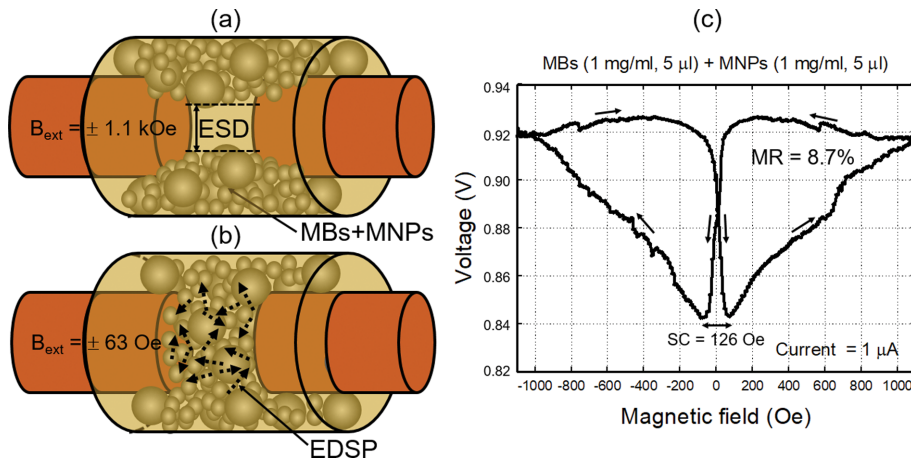 (a)
B_ext = ± 1.1 kOe
ESD
MBs+MNPs
(b)
B_ext = ± 63 Oe
EDSP
(c)
MBs (1 mg/ml, 5 µl) + MNPs (1 mg/ml, 5 µl)
Voltage (V)
0.94
0.92
0.90
0.88
0.86
0.84
0.82
MR = 8.7%
SC = 126 Oe
Current = 1 µA
-1000 -800 -600 -400 -200 0 200 400 600 800 1000
Magnetic field (Oe)